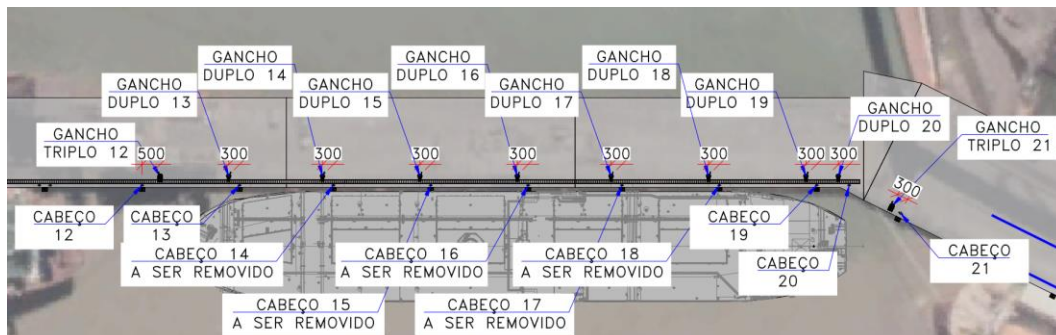 GANCHO
DUPLO 14
GANCHO
DUPLO 16
GANCHO
DUPLO 18
GANCHO
DUPLO 13
GANCHO
DUPLO 15
GANCHO
DUPLO 17
GANCHO
DUPLO 19
GANCHO
DUPLO 20
GANCHO
TRIPLO 12
GANCHO
TRIPLO 21
500
300
300
300
300
300
300
300
300
300
CABEÇO
12
CABEÇO
13
CABEÇO 14
A SER REMOVIDO
CABEÇO 16
A SER REMOVIDO
CABEÇO 18
A SER REMOVIDO
CABEÇO
19
CABEÇO
20
CABEÇO
21
CABEÇO 15
A SER REMOVIDO
CABEÇO 17
A SER REMOVIDO